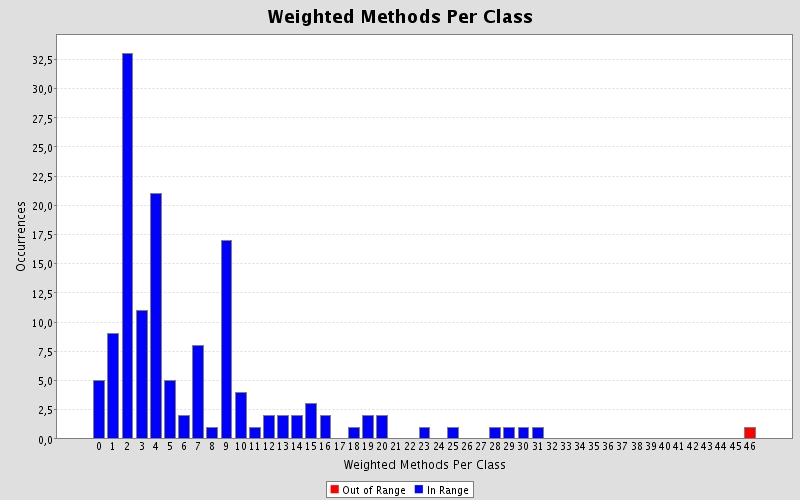 Weighted Methods Per Class
Occurrences
32,5
30,0
27,5
25,0
22,5
20,0
17,5
15,0
12,5
10,0
7,5
5,0
2,5
0,0
0 1 2 3 4 5 6 7 8 9 10 11 12 13 14 15 16 17 18 19 20 21 22 23 24 25 26 27 28 29 30 31 32 33 34 35 36 37 38 39 40 41 42 43 44 45 46
Weighted Methods Per Class
Out of Range In Range